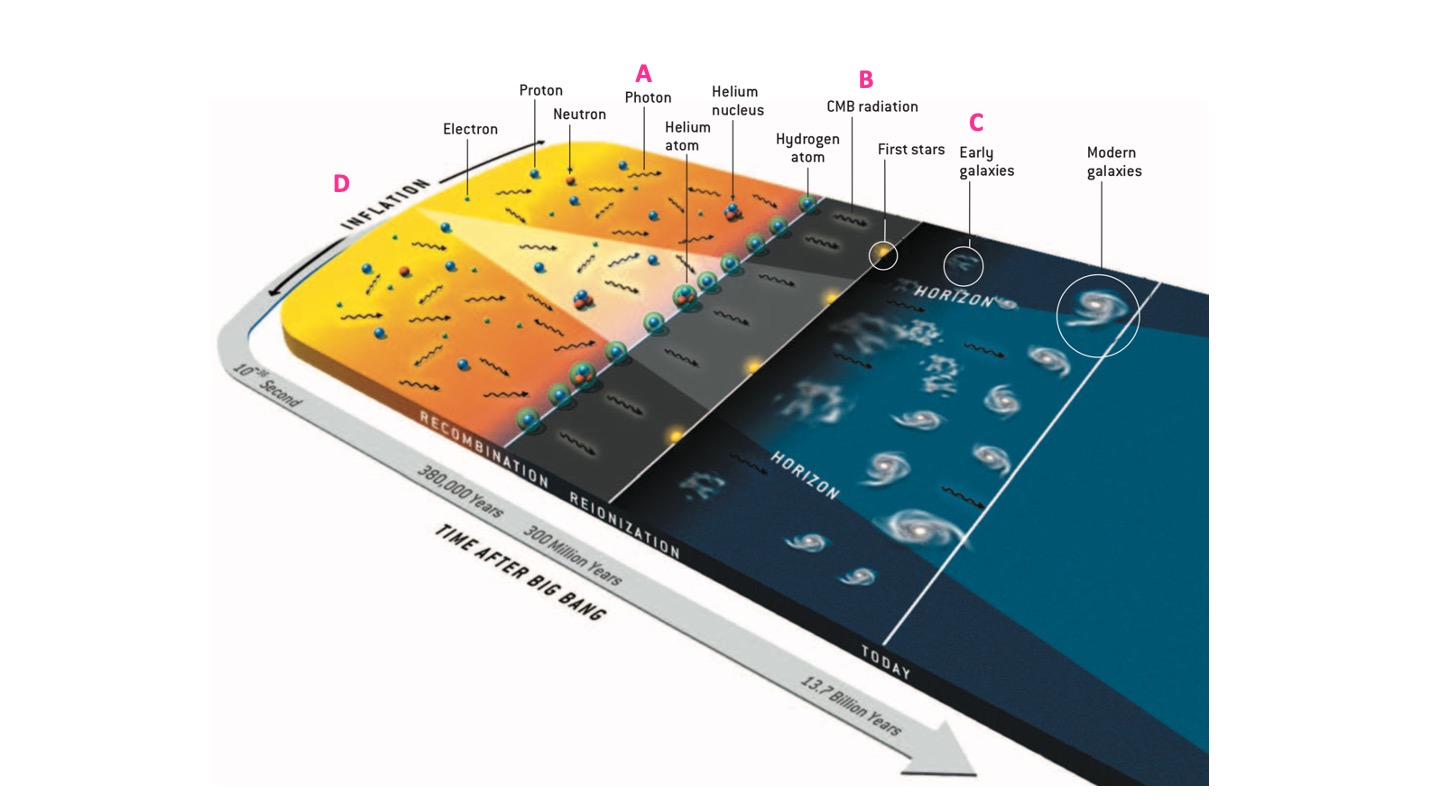 A
B
C
D
Proton
Photon
Helium
nucleus
CMB radiation
Neutron
Electron
Helium
atom
Hydrogen
atom
First stars
Early
galaxies
Modern
galaxies
INFLATION
HORIZON
HORIZON
10⁻³⁶ Second
RECOMBINATION
380,000 Years
REIONIZATION
300 Million Years
TIME AFTER BIG BANG
TODAY
13.7 Billion Years